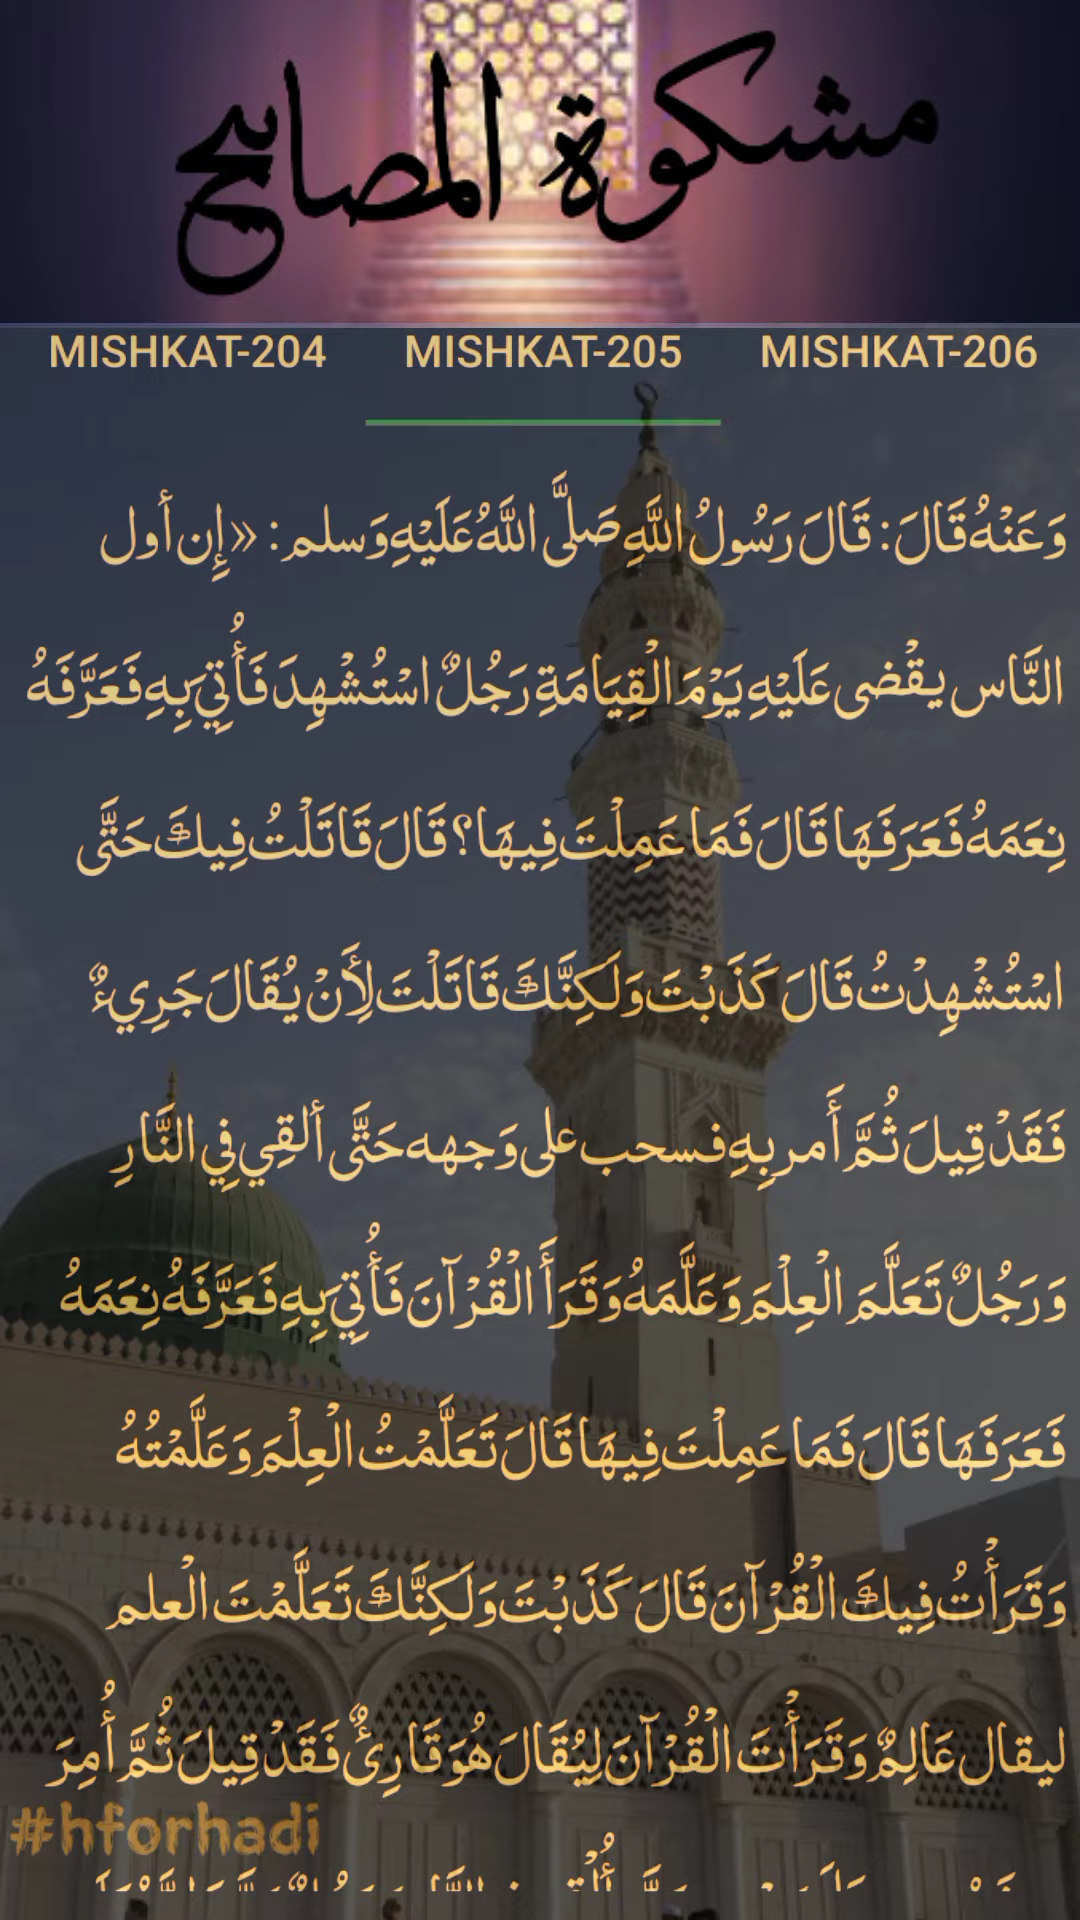 مشكوة المصابيح
MISHKAT-204 MISHKAT-205 MISHKAT-206
وَعَنْهُ قَالَ: قَالَ رَسُولُ اللَّهِ صَلَّى اللَّهُ عَلَيْهِ وَسلم: «إِن أول
النَّاس يقْضى عَلَيْهِ يَوْمَ الْقِيَامَةِ رَجُلٌ اسْتُشْهِدَ فَأُتِيَ بِهِ فَعَرَّفَهُ
نِعَمَهُ فَعَرَفَهَا قَالَ فَمَا عَمِلْتَ فِيهَا؟ قَالَ قَاتَلْتُ فِيكَ حَتَّى
اسْتُشْهِدْتُ قَالَ كَذَبْتَ وَلَكِنَّكَ قَاتَلْتَ لِأَنْ يُقَالَ جَرِيءٌ
فَقَدْ قِيلَ ثُمَّ أَمر بِهِ فسحب على وَجهه حَتَّى ألقِي فِي النَّارِ
وَرَجُلٌ تَعَلَّمَ الْعِلْمَ وَعَلَّمَهُ وَقَرَأَ الْقُرْآنَ فَأُتِيَ بِهِ فَعَرَّفَهُ نِعَمَهُ
فَعَرَفَهَا قَالَ فَمَا عَمِلْتَ فِيهَا قَالَ تَعَلَّمْتُ الْعِلْمَ وَعَلَّمْتُهُ
وَقَرَأْتُ فِيكَ الْقُرْآنَ قَالَ كَذَبْتَ وَلَكِنَّكَ تَعَلَّمْتَ الْعلم
ليقال عَالِمٌ وَقَرَأْتَ الْقُرْآنَ لِيُقَالَ هُوَ قَارِئٌ فَقَدْ قِيلَ ثُمَّ أُمِرَ
#hforhadi